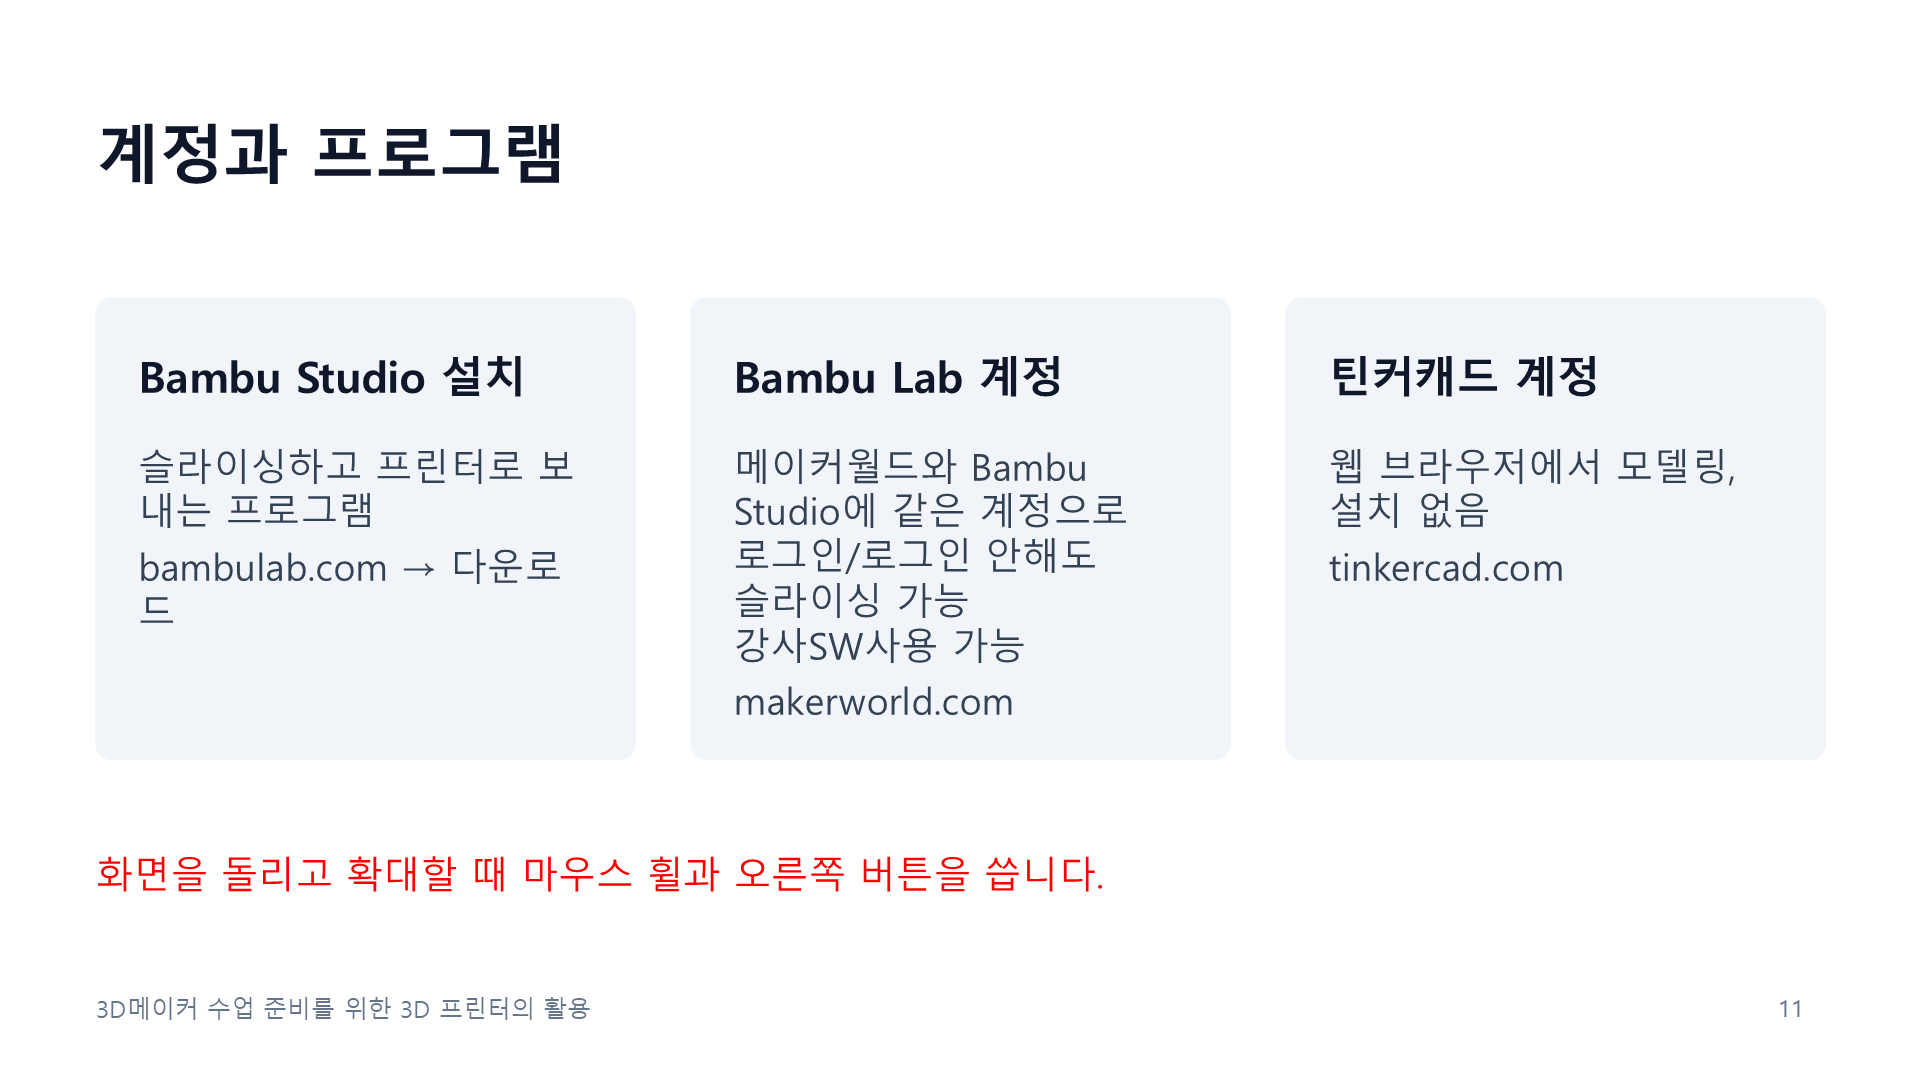 계정과 프로그램
Bambu Studio 설치
슬라이싱하고 프린터로 보
내는 프로그램
bambulab.com → 다운로
드
Bambu Lab 계정
메이커월드와 Bambu
Studio에 같은 계정으로
로그인/로그인 안해도
슬라이싱 가능
강사SW사용 가능
makerworld.com
틴커캐드 계정
웹 브라우저에서 모델링,
설치 없음
tinkercad.com
화면을 돌리고 확대할 때 마우스 휠과 오른쪽 버튼을 씁니다.
3D메이커 수업 준비를 위한 3D 프린터의 활용
11